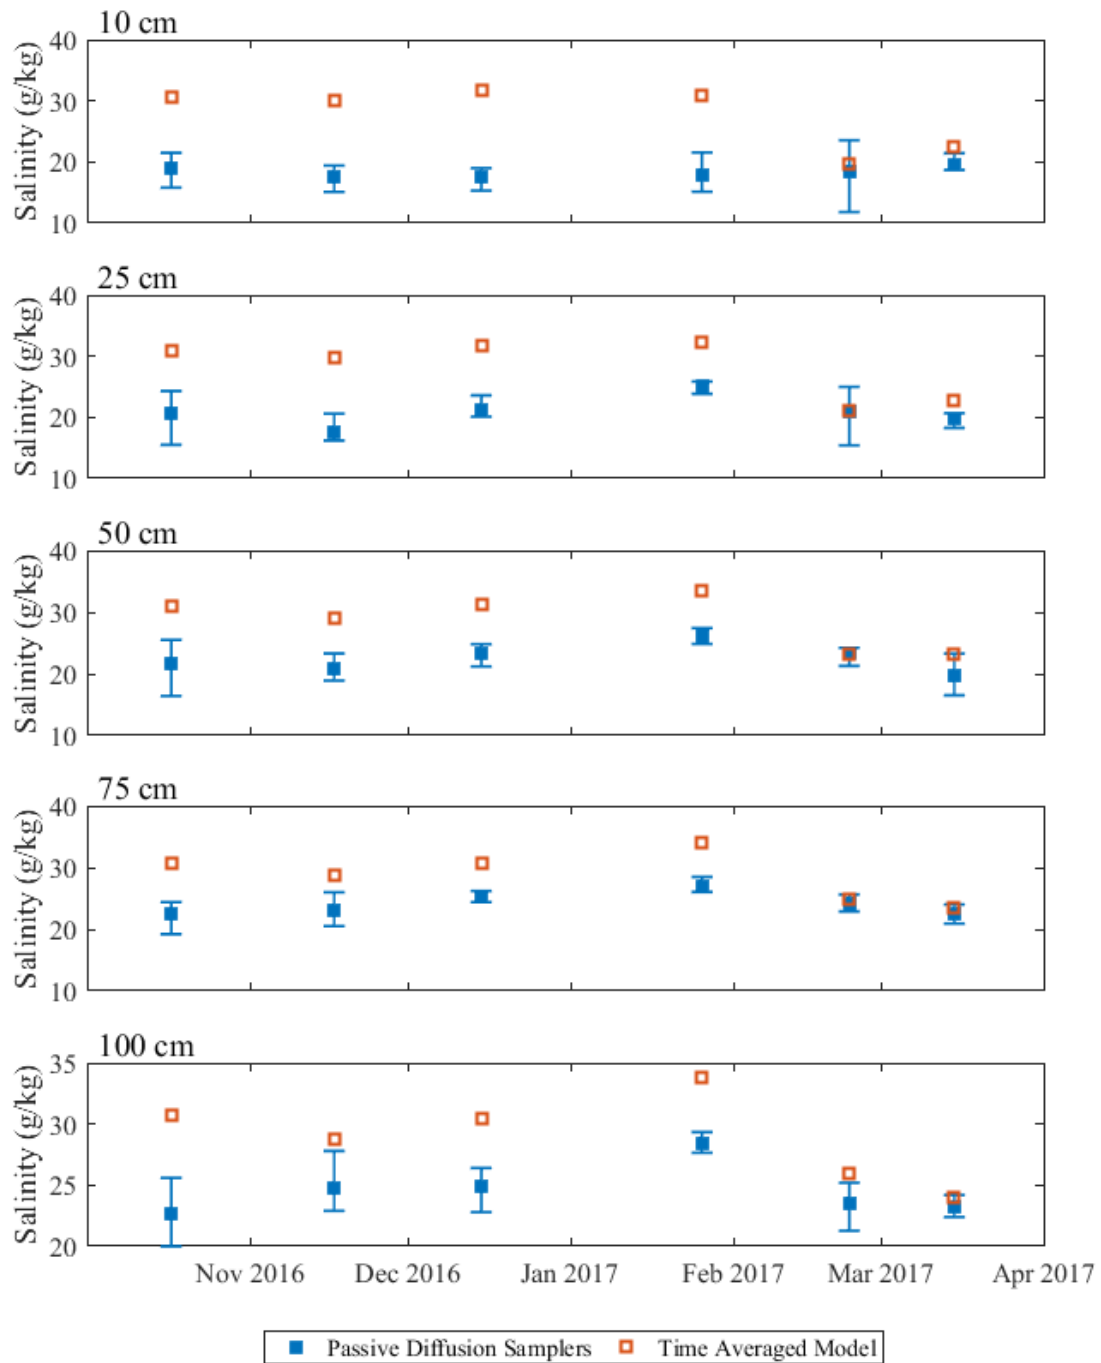 10 cm
40
30
20
10
Salinity (g/kg)
25 cm
40
30
20
10
Salinity (g/kg)
50 cm
40
30
20
10
Salinity (g/kg)
75 cm
40
30
20
10
Salinity (g/kg)
100 cm
35
30
25
20
Salinity (g/kg)
Nov 2016 Dec 2016 Jan 2017 Feb 2017 Mar 2017 Apr 2017
Passive Diffusion Samplers Time Averaged Model